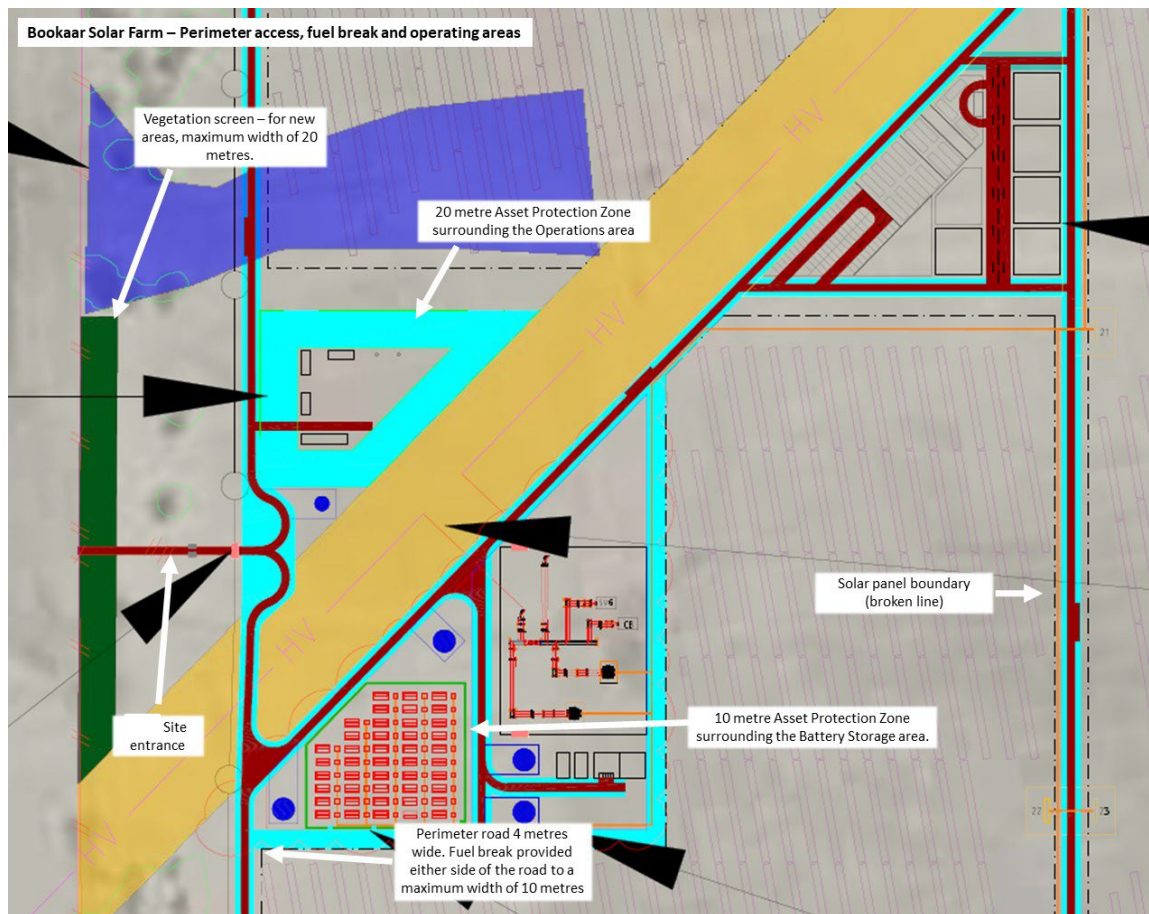 Bookaar Solar Farm – Perimeter access, fuel break and operating areas
Vegetation screen – for new
areas, maximum width of 20
metres.
20 metre Asset Protection Zone
surrounding the Operations area
HV
HV
21
Solar panel boundary
(broken line)
CB
HV
Site
entrance
10 metre Asset Protection Zone
surrounding the Battery Storage area.
22
23
HV
Perimeter road 4 metres
wide. Fuel break provided
either side of the road to a
maximum width of 10 metres